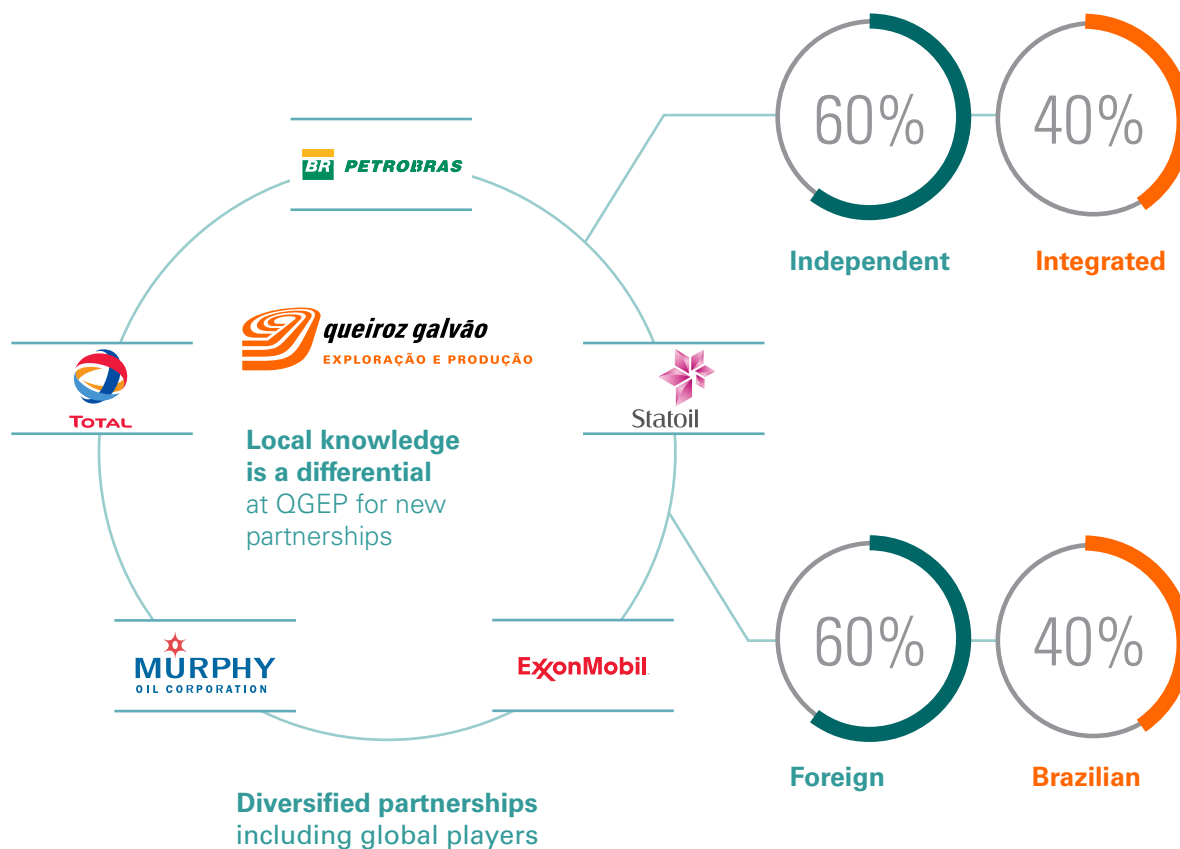 60%
40%
Independent
Integrated
BR PETROBRAS
queiroz galvão
EXPLORAÇÃO E PRODUÇÃO
TOTAL
Statoil
Local knowledge
is a differential
at QGEP for new
partnerships
MURPHY
OIL CORPORATION
ExxonMobil
60%
40%
Foreign
Brazilian
Diversified partnerships
including global players